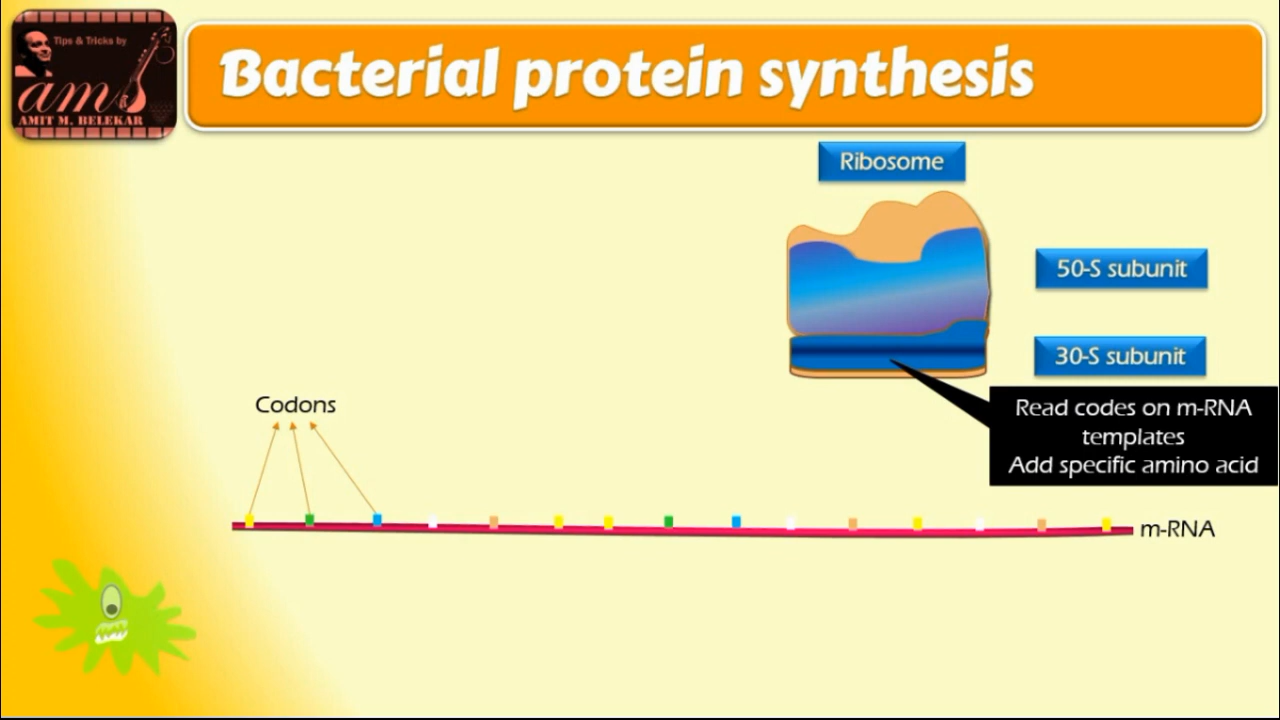 Tips & Tricks by
ams
AMIT M. BELEKAR
Bacterial protein synthesis
Ribosome
50-S subunit
30-S subunit
Read codes on m-RNA
templates
Add specific amino acid
Codons
m-RNA